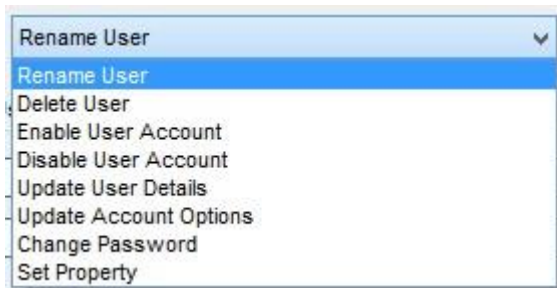 Rename User
Rename User
Delete User
Enable User Account
Disable User Account
Update User Details
Update Account Options
Change Password
Set Property